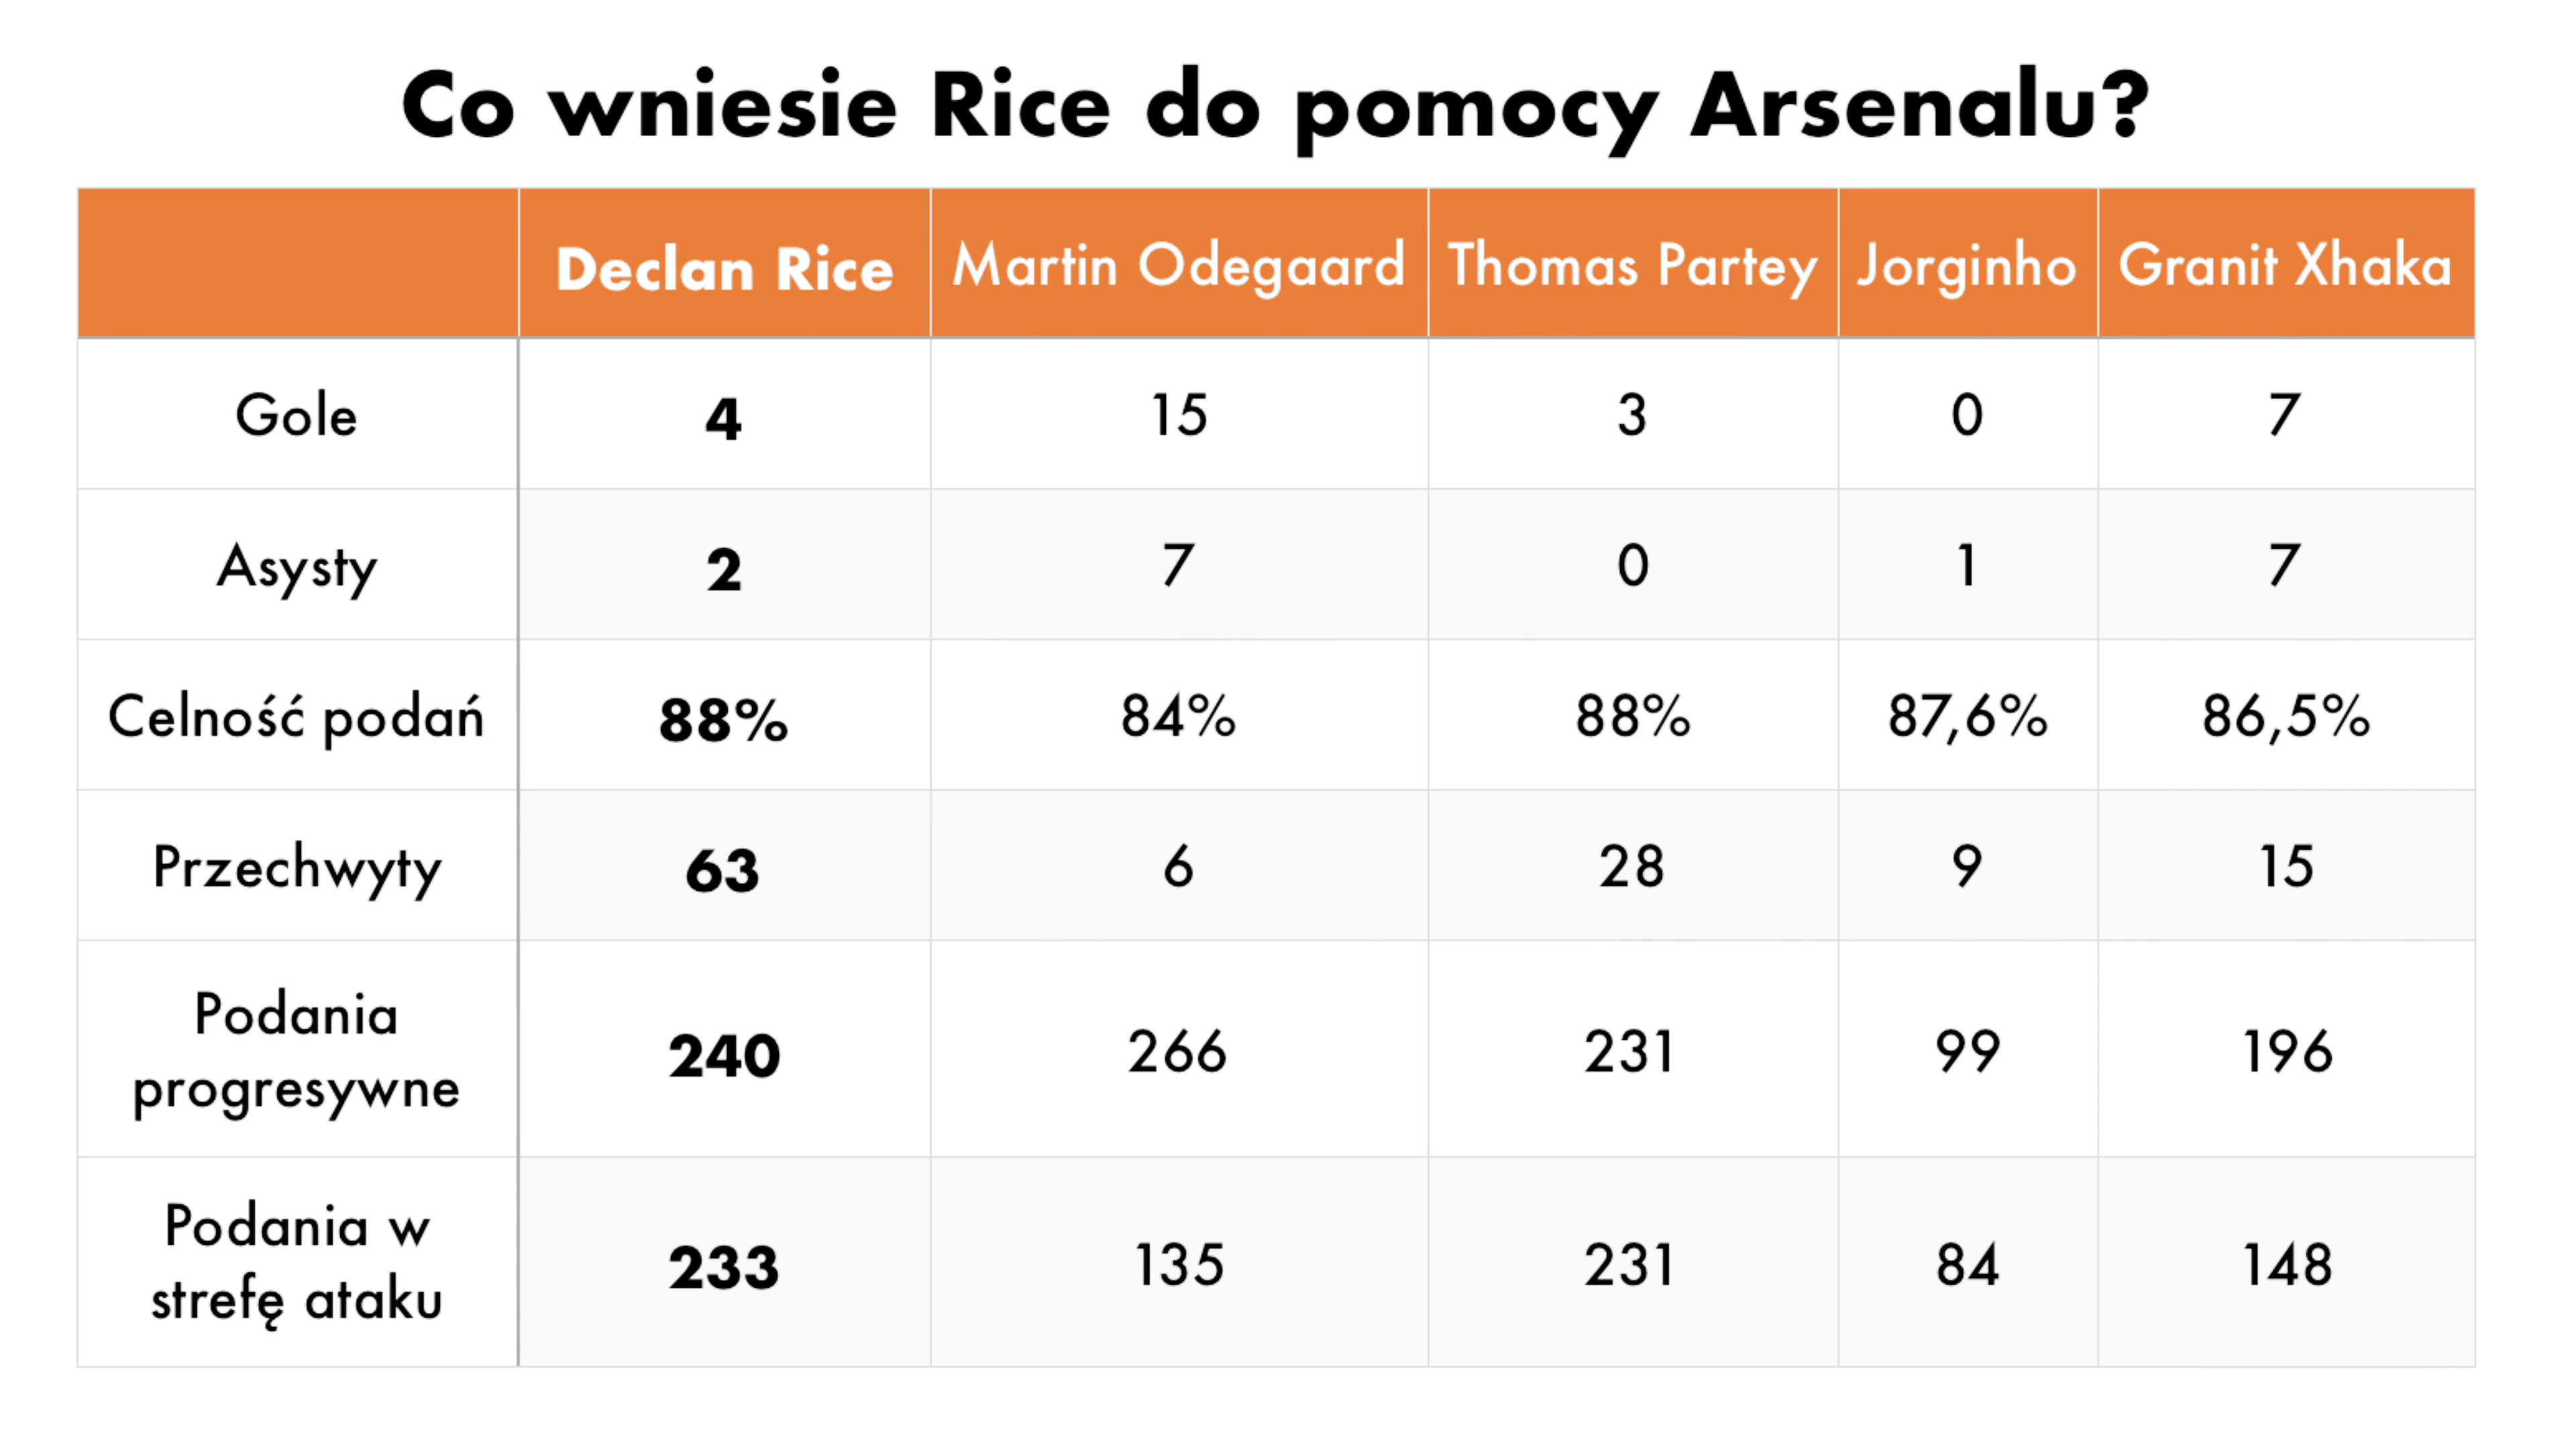 Co wniesie Rice do pomocy Arsenalu?
Declan Rice Martin Odegaard Thomas Partey Jorginho Granit Xhaka
Gole 4 15 3 0 7
Asysty 2 7 0 1 7
Celność podań 88% 84% 88% 87,6% 86,5%
Przechwyty 63 6 28 9 15
Podania
progresywne 240 266 231 99 196
Podania w
strefę ataku 233 135 231 84 148